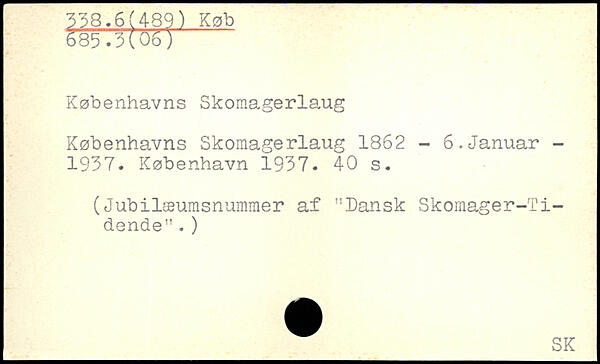 338.6(489) Køb
685.3(06)
Københavns Skomagerlaug
Københavns Skomagerlaug 1862 - 6.Januar -
1937. København 1937. 40 s.
(Jubilæumsnummer af "Dansk Skomager-Ti-
dende".)
SK